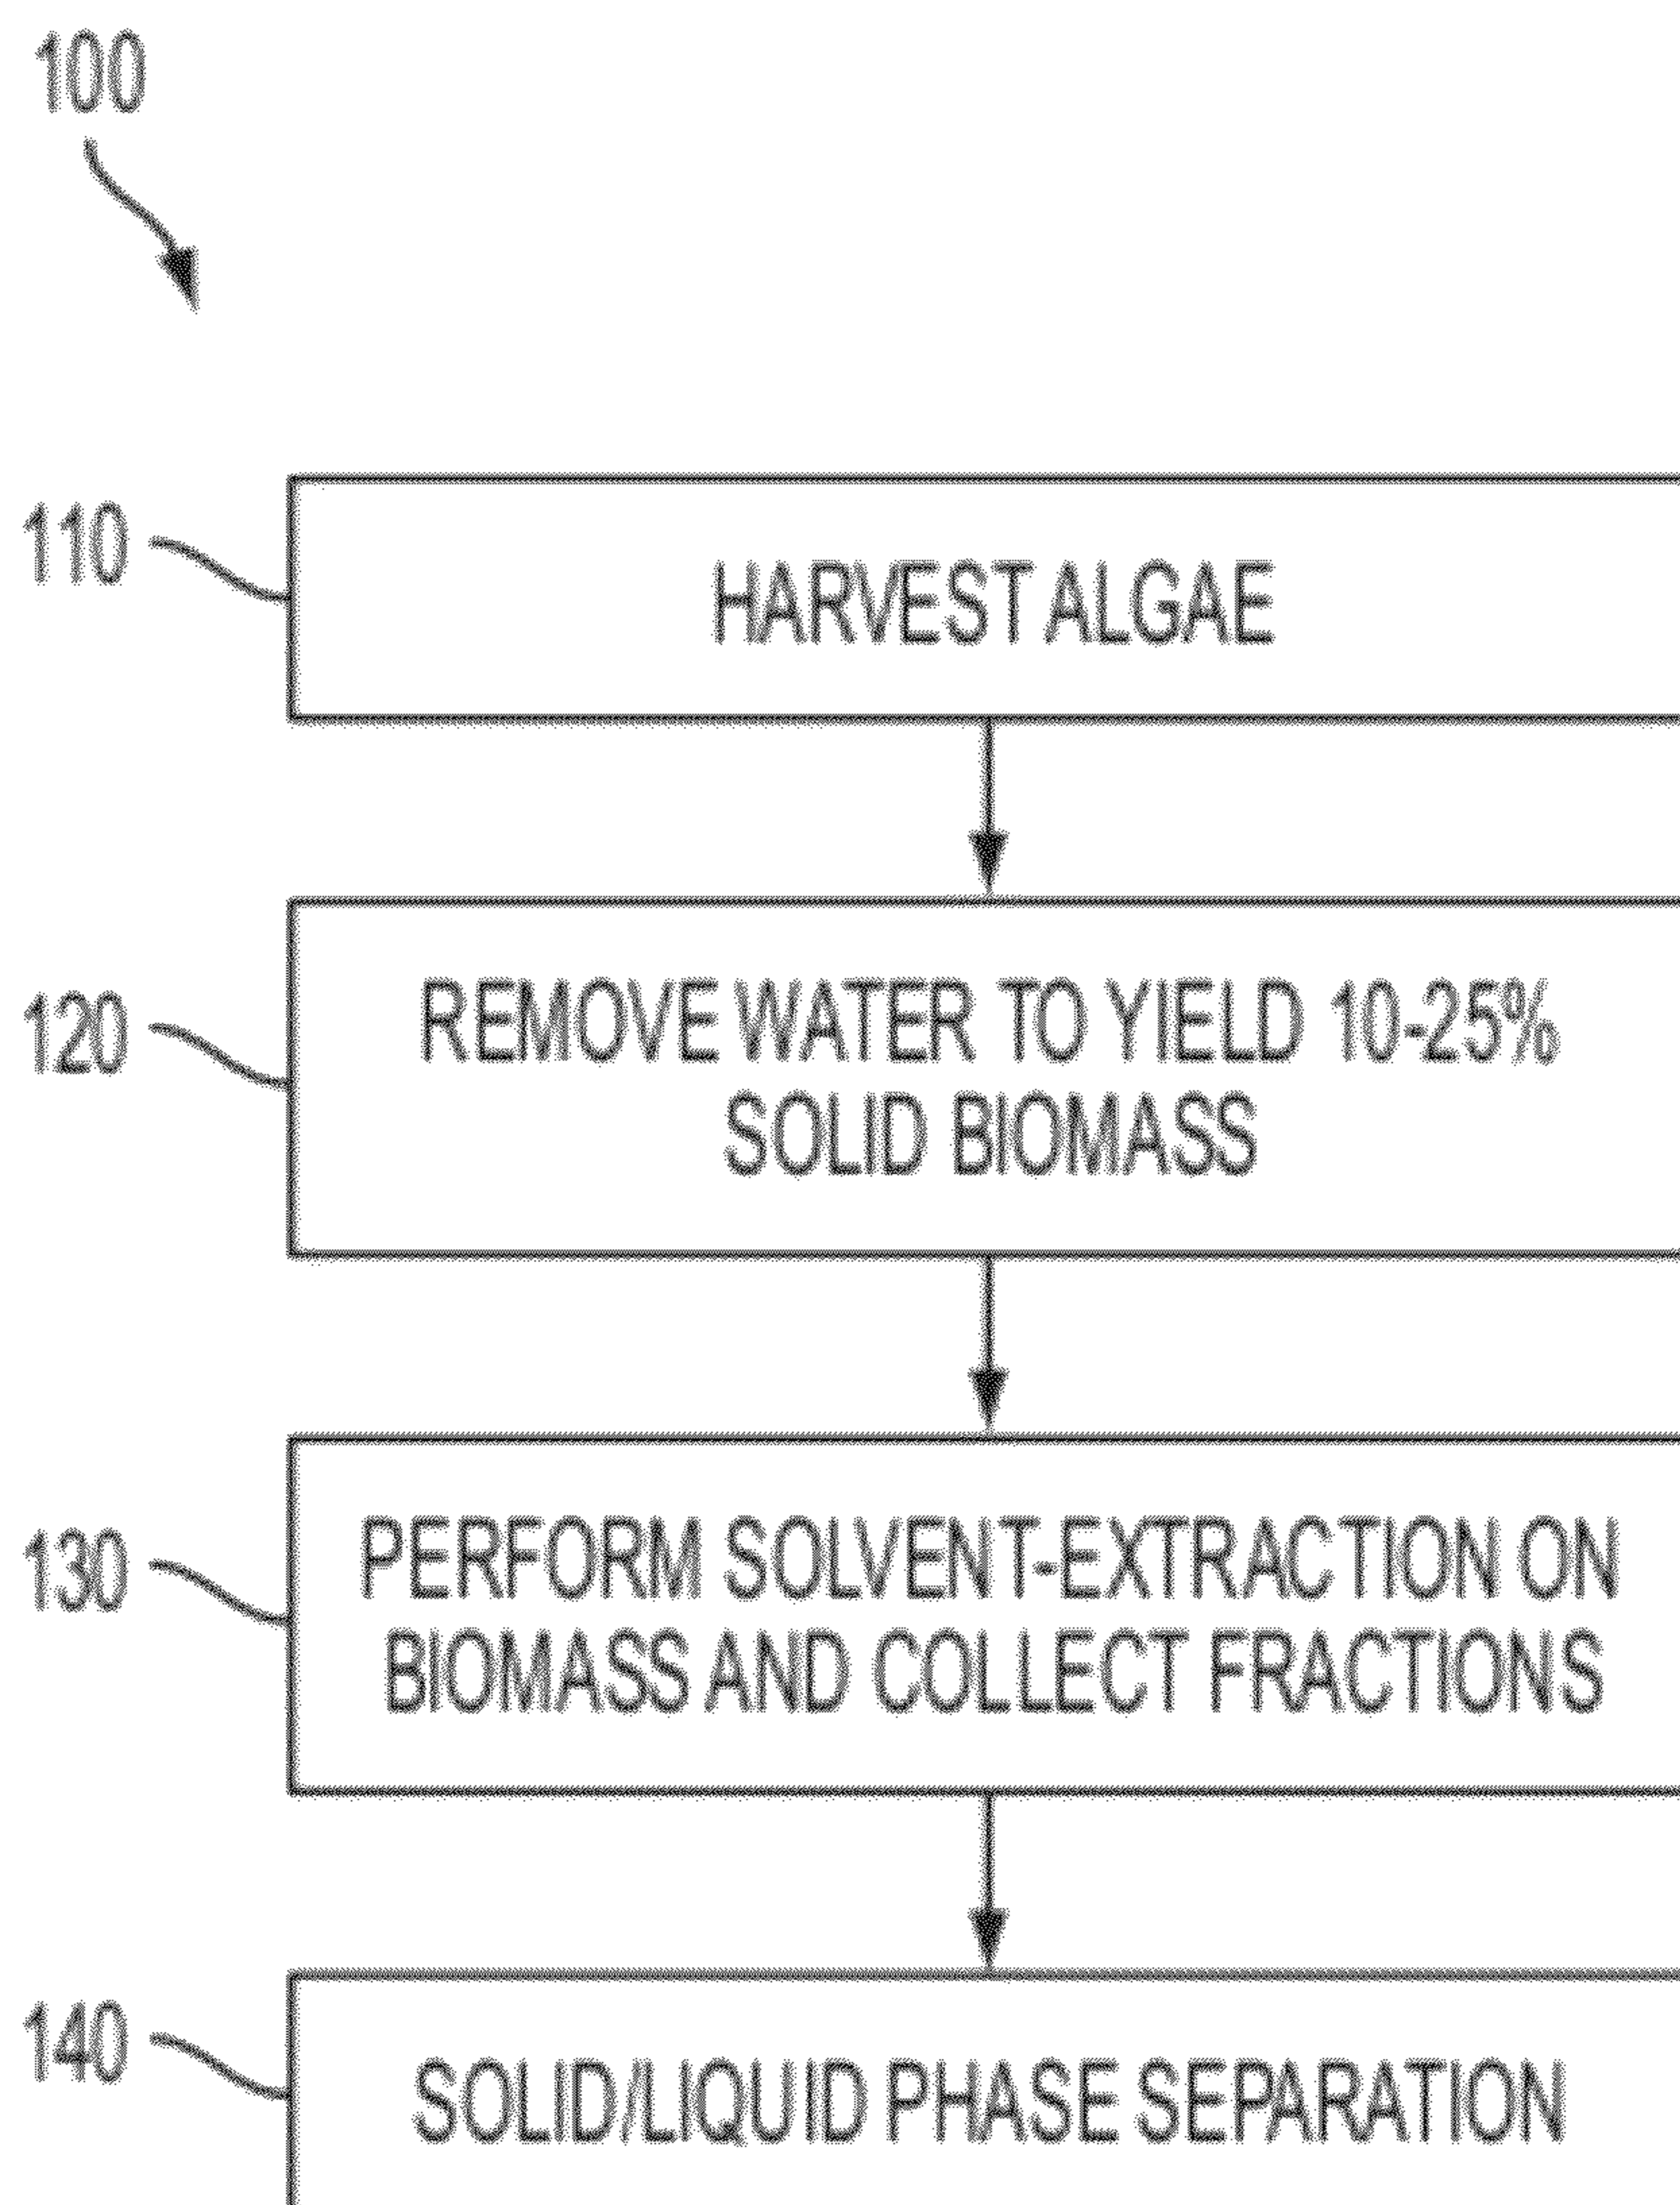 100
110
HARVEST ALGAE
120
REMOVE WATER TO YIELD 10-25%
SOLID BIOMASS
130
PERFORM SOLVENT-EXTRACTION ON
BIOMASS AND COLLECT FRACTIONS
140
SOLID/LIQUID PHASE SEPARATION